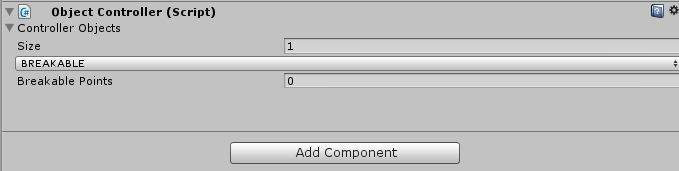 Object Controller (Script)
Controller Objects
Size 1
BREAKABLE
Breakable Points 0
Add Component